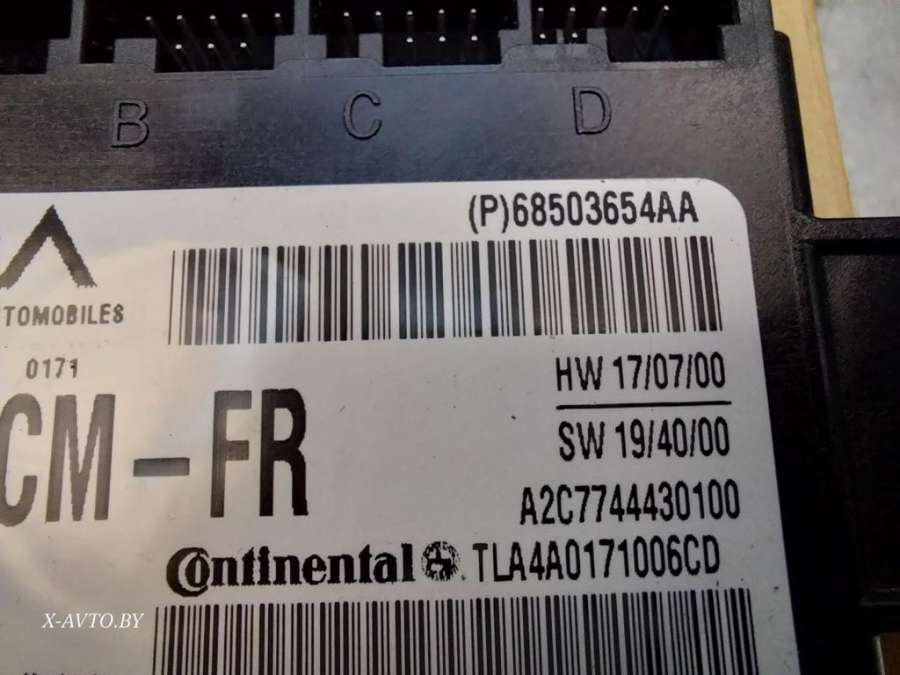 B C D
(P)68503654AA
TOMOBILES
0171
HW 17/07/00
CM-FR
SW 19/40/00
A2C7744430100
Continental TLA4A0171006CD
X-AVTO.BY